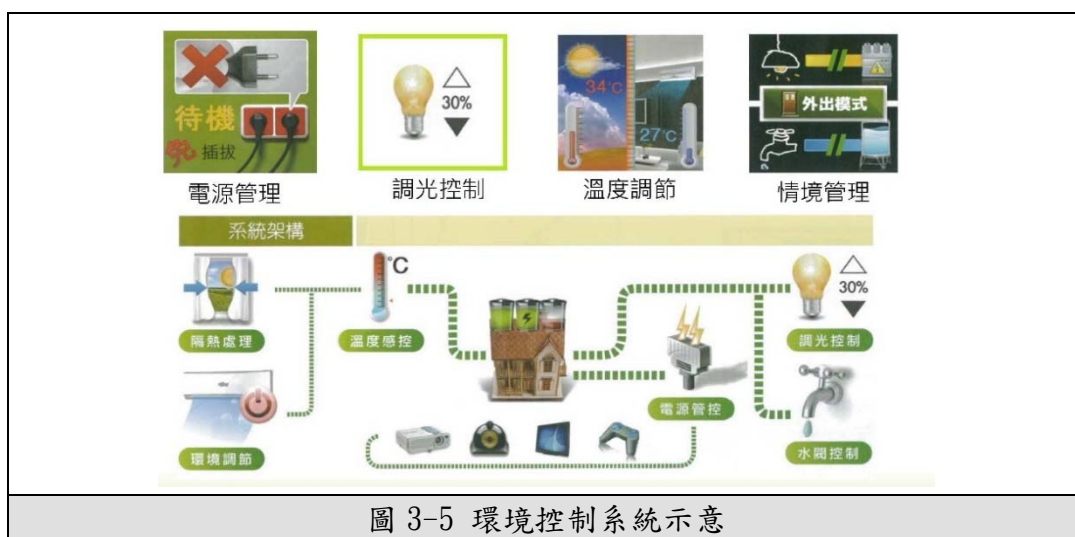 待機
免 插拔
30%
34℃
27℃
外出模式
電源管理
調光控制
溫度調節
情境管理
系統架構
℃
30%
隔熱處理
溫度感控
調光控制
電源管控
環境調節
水閥控制
圖 3-5 環境控制系統示意